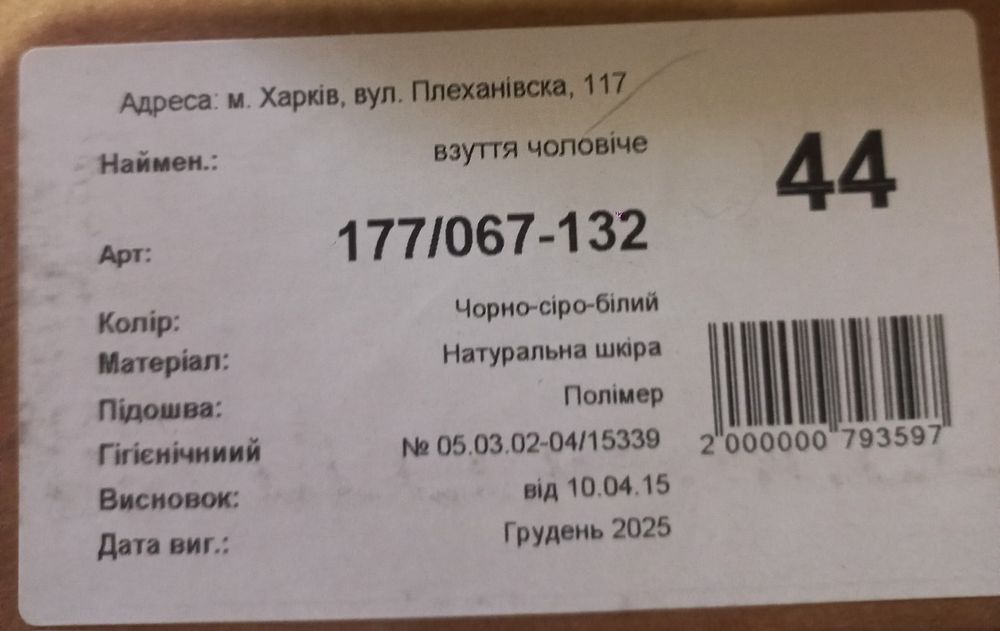 Адреса: м. Харків, вул. Плеханівска, 117
Наймен.: взуття чоловіче
44
Арт: 177/067-132
Колір: Чорно-сіро-білий
Матеріал: Натуральна шкіра
Підошва: Полімер
Гігієнічниий № 05.03.02-04/15339
Висновок: від 10.04.15
Дата виг.: Грудень 2025
2 000000 793597